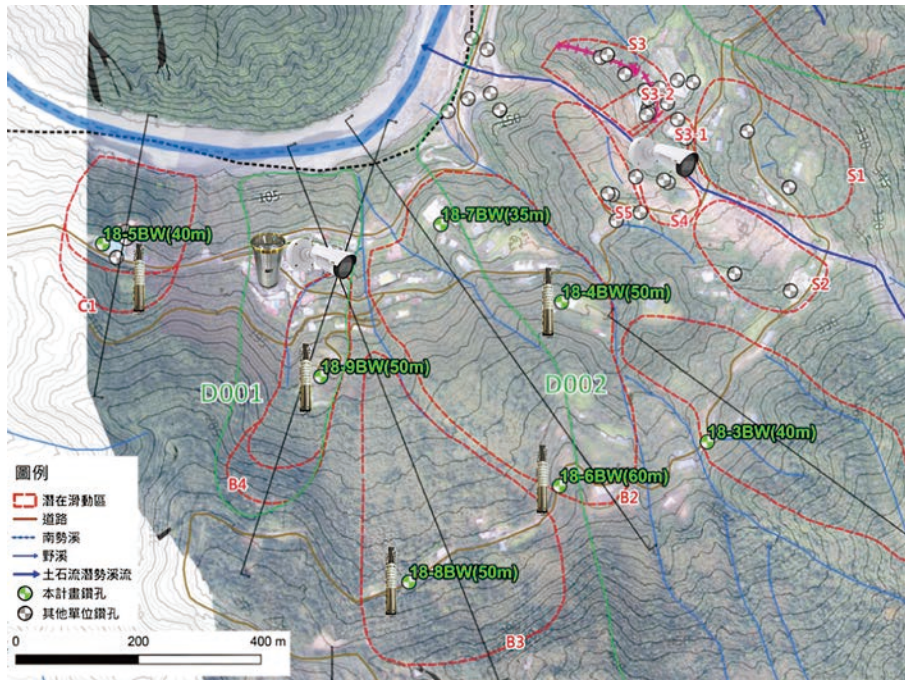 S3
S3-2
150
S3-1
S1
105
S5
S4
18-7BW(35m)
18-5BW(40m)
S2
C1
18-4BW(50m)
18-9BW(50m)
D001
D002
18-3BW(40m)
圖例
潛在滑動區
道路
南勢溪
野溪
土石流潛勢溪流
本計畫鑽孔
其他單位鑽孔
B4
18-6BW(60m)
B2
18-8BW(50m)
B3
0 200 400 m